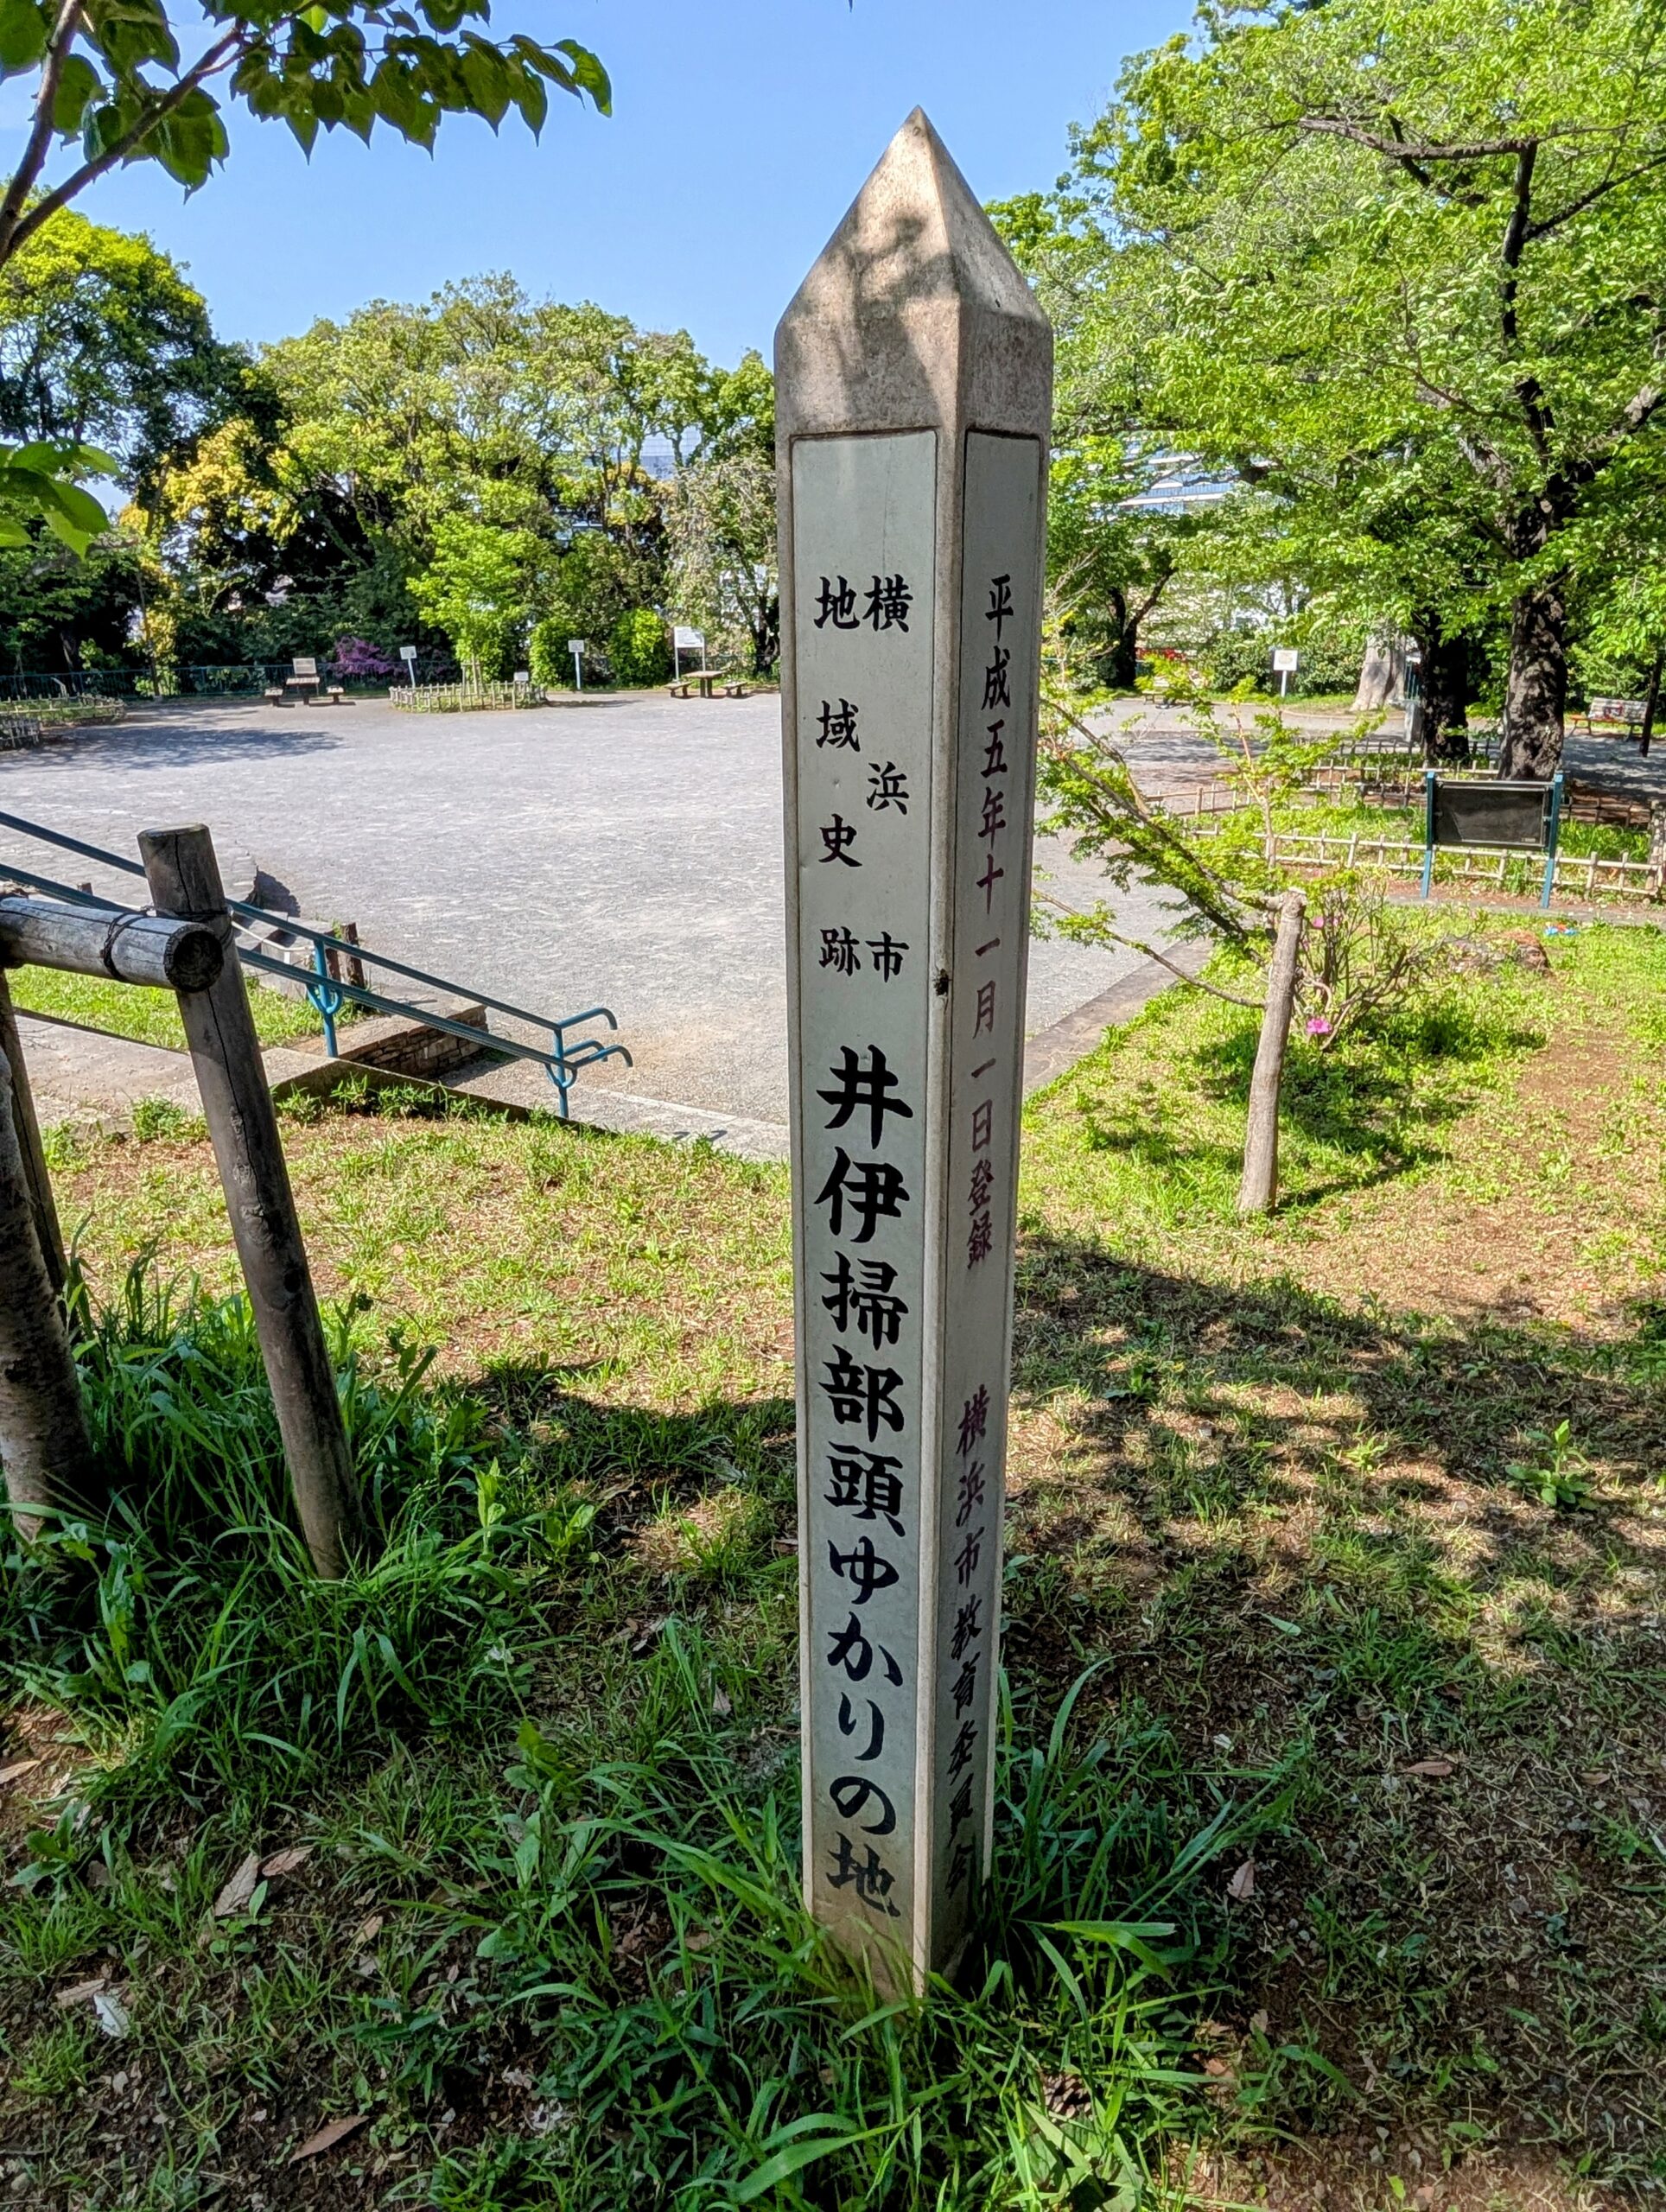 横浜市
地域史跡
井伊掃部頭ゆかりの地
平成五年十一月一日登録
横浜市教育委員会